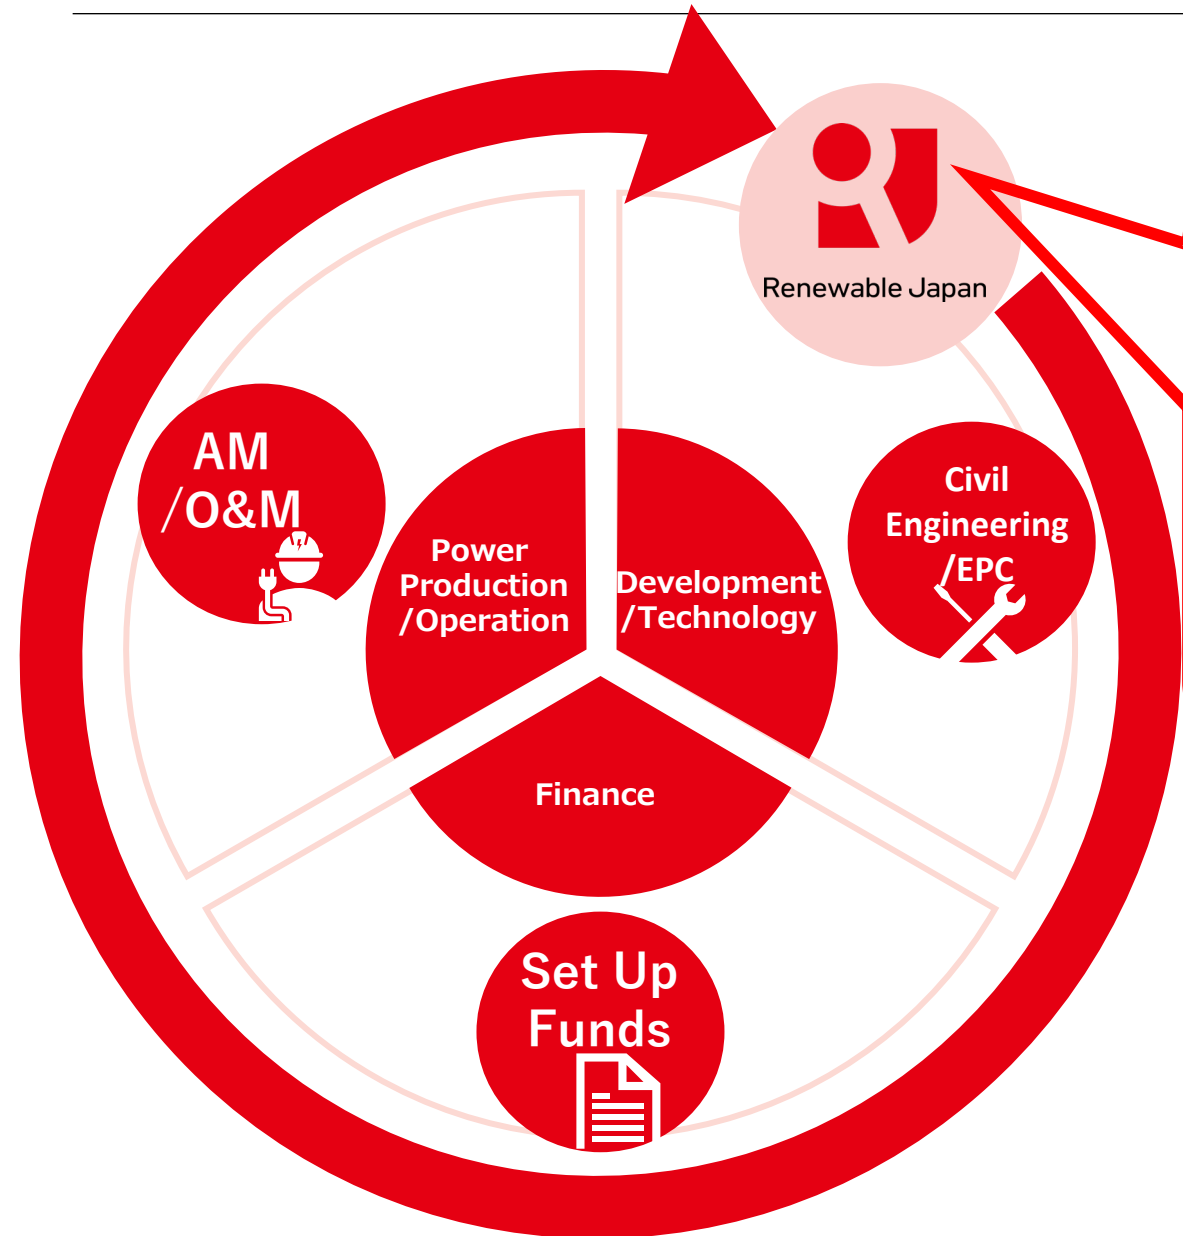 Renewable Japan
AM
/O&M
Civil
Engineering
/EPC
Power
Production
/Operation
Development
/Technology
Finance
Set Up
Funds